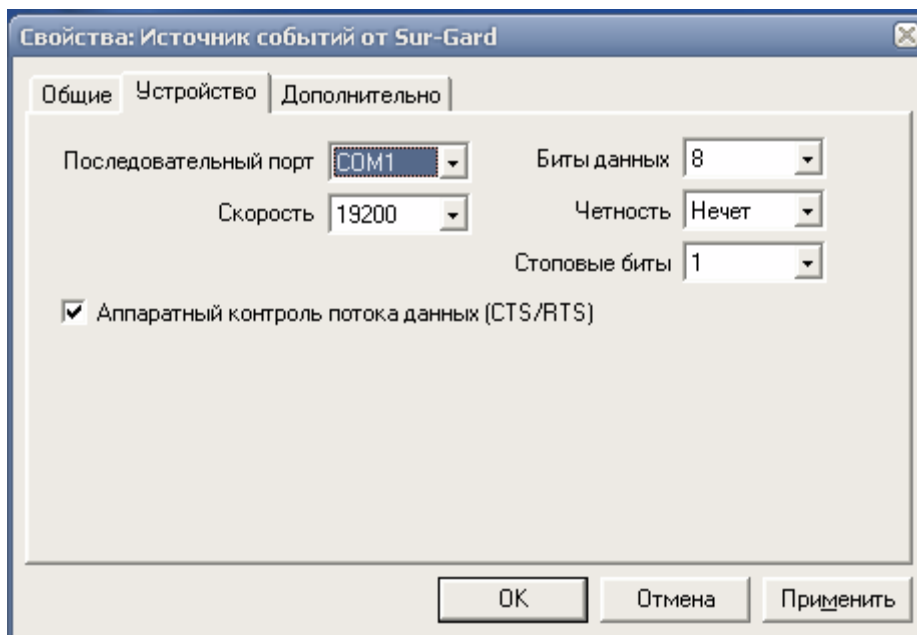 Свойства: Источник событий от Sur-Gard
Общие Устройство Дополнительно
Последовательный порт COM1 Биты данных 8
Скорость 19200 Четность Нечет
Стоповые биты 1
Аппаратный контроль потока данных (CTS/RTS)
OK Отмена Применить